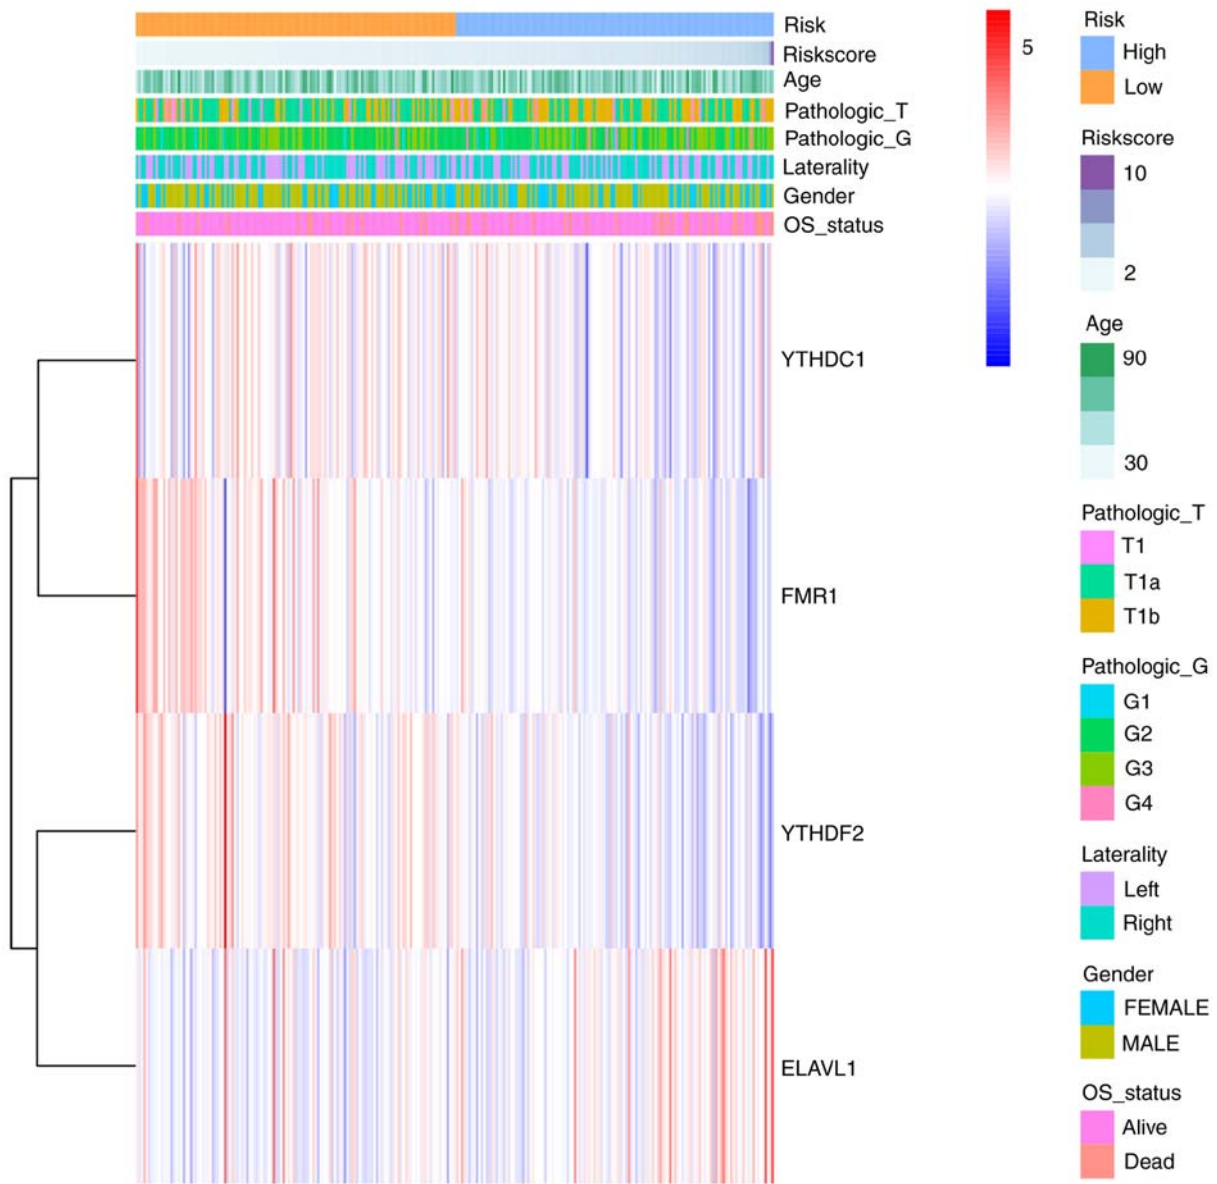 Risk
Riskscore
Age
Pathologic_T
Pathologic_G
Laterality
Gender
OS_status
YTHDC1
FMR1
YTHDF2
ELAVL1
5
Risk
High
Low
Riskscore
10
2
Age
90
30
Pathologic_T
T1
T1a
T1b
Pathologic_G
G1
G2
G3
G4
Laterality
Left
Right
Gender
FEMALE
MALE
OS_status
Alive
Dead